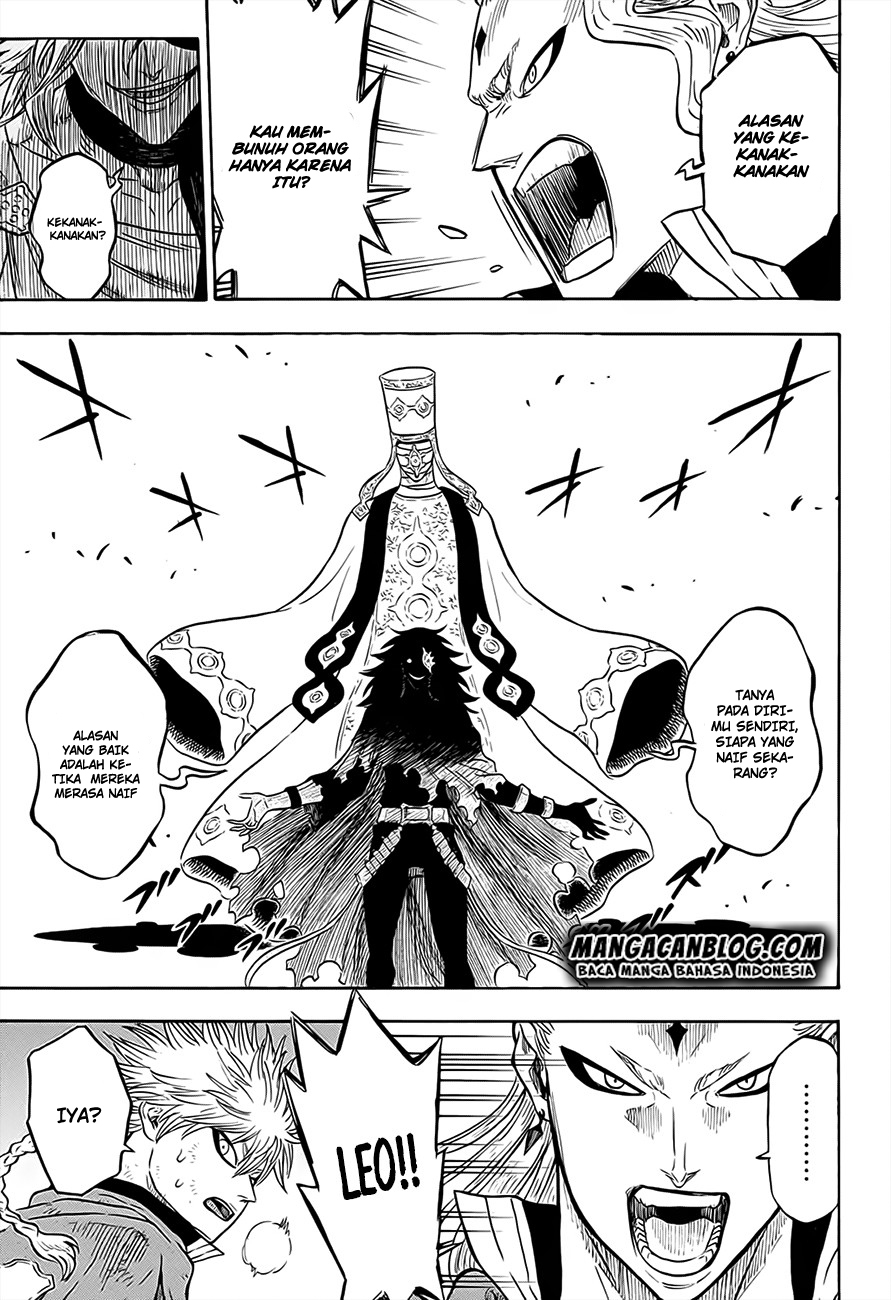 ALASAN
YANG KE-
KANAK-
KANAKAN
KAU MEM-
BUNUH ORANG
HANYA KARENA
ITU?
KEKANAK-
KANAKAN?
TANYA
PADA DIRI-
MU SENDIRI,
SIAPA YANG
NAIF SEKA-
RANG?
ALASAN
YANG BAIK
ADALAH KE-
TIKA MEREKA
MERASA NAIF
MANGACANBLOG.COM
BACA MANGA BAHASA INDONESIA
.........
LEO!!
IYA?